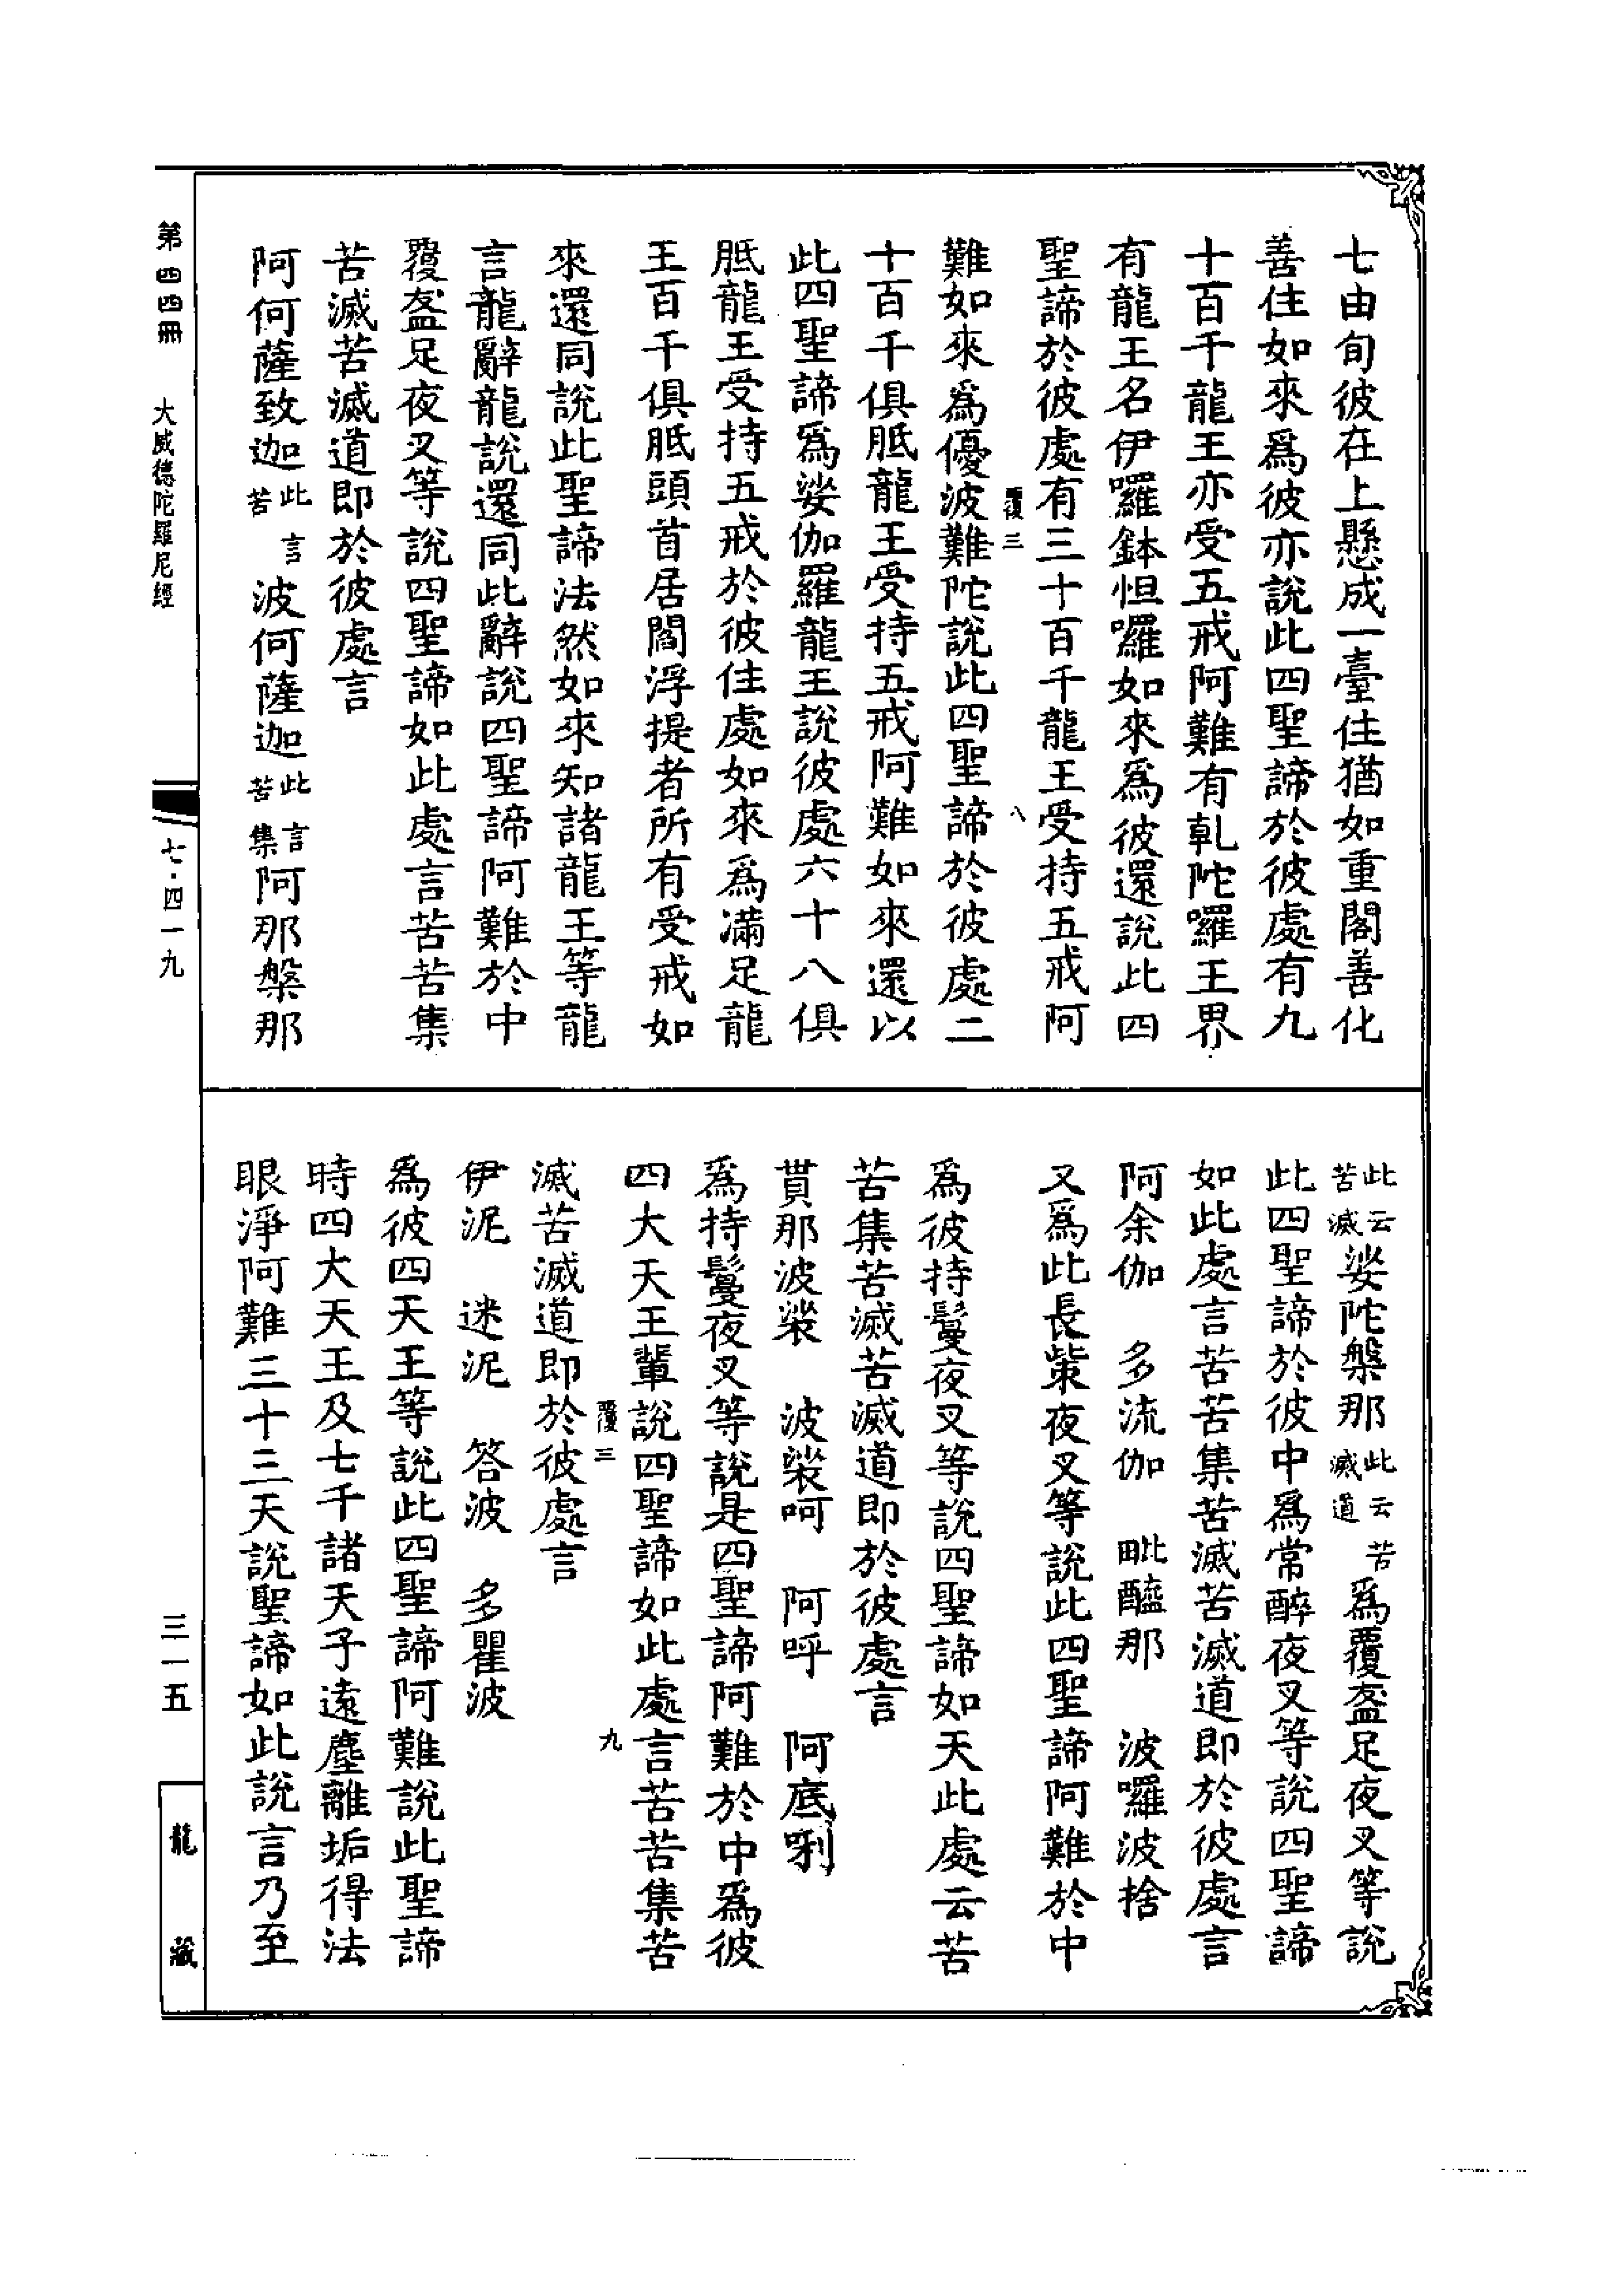 七由旬彼在上懸成一臺住猶如重閣善化
善住如來爲彼亦說此四聖諦於彼處有九
十百千龍王亦受五戒阿難有乹陀囉王界
有龍王名伊囉鉢怛囉如來爲彼還說此四
聖諦於彼處有三十百千龍王受持五戒阿
覆三 八
難如來爲優波難陀說此四聖諦於彼處二
十百千俱胝龍王受持五戒阿難如來還以
此四聖諦爲娑伽羅龍王說彼處六十八俱
胝龍王受持五戒於彼住處如來爲滿足龍
王百千俱胝頭首居閻浮提者所有受戒如
來還同說此聖諦法然如來知諸龍王等龍
言龍辭龍說還同此辭說四聖諦阿難於中
覆盔足夜叉等說四聖諦如此處言苦苦集
苦滅苦滅道即於彼處言
阿何薩致迦此言苦波何薩迦此言苦集阿那槃那
此云苦滅娑陀槃那此云苦滅道爲覆盔足夜叉等說
此四聖諦於彼中爲常醉夜叉等說四聖諦
如此處言苦苦集苦滅苦滅道即於彼處言
阿余伽 多流伽 毗醯那 波囉波捨
又爲此長𭪿夜叉等說此四聖諦阿難於中
爲彼持鬘夜叉等說四聖諦如天此處云苦
苦集苦滅苦滅道即於彼處言
貰那波裟 波裟呵 阿呼 阿底唎
爲持鬘夜叉等說是四聖諦阿難於中爲彼
四大天王輩說四聖諦如此處言苦苦集苦
覆三 九
滅苦滅道即於彼處言
伊泥 迷泥 答波 多瞿波
爲彼四天王等說此四聖諦阿難說此聖諦
時四大天王及七千諸天子遠塵離垢得法
眼淨阿難三十三天說聖諦如此說言乃至
第四四冊 大威德陀羅尼經
七·四一九
三一五
龍藏